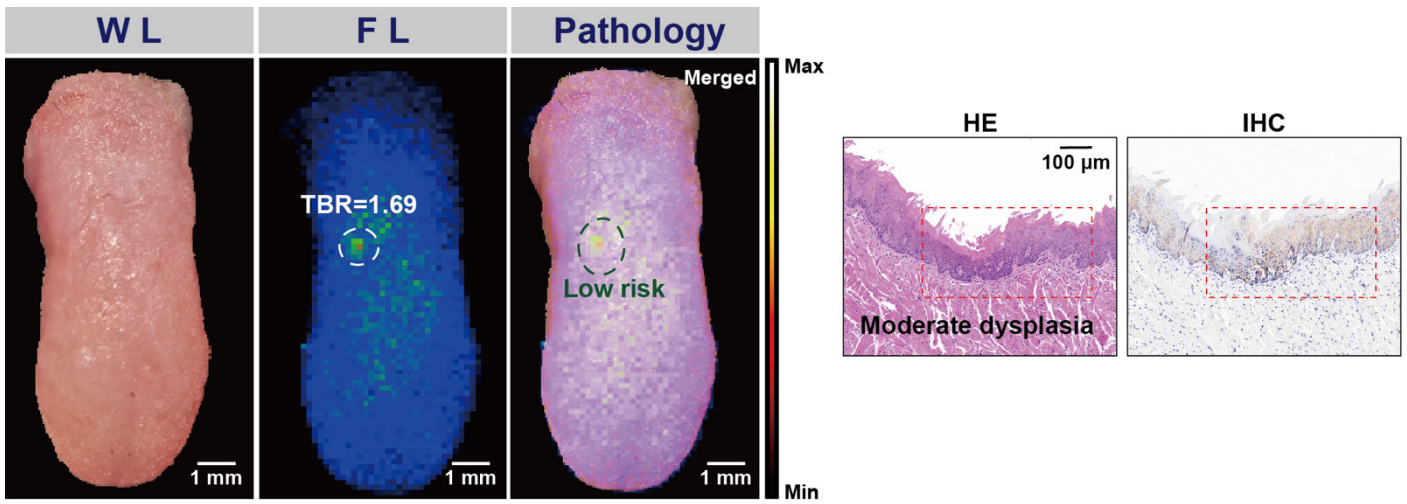 W L
F L
Pathology
Merged
Max
TBR=1.69
Low risk
1 mm
1 mm
1 mm
Min
HE
IHC
100 μm
Moderate dysplasia